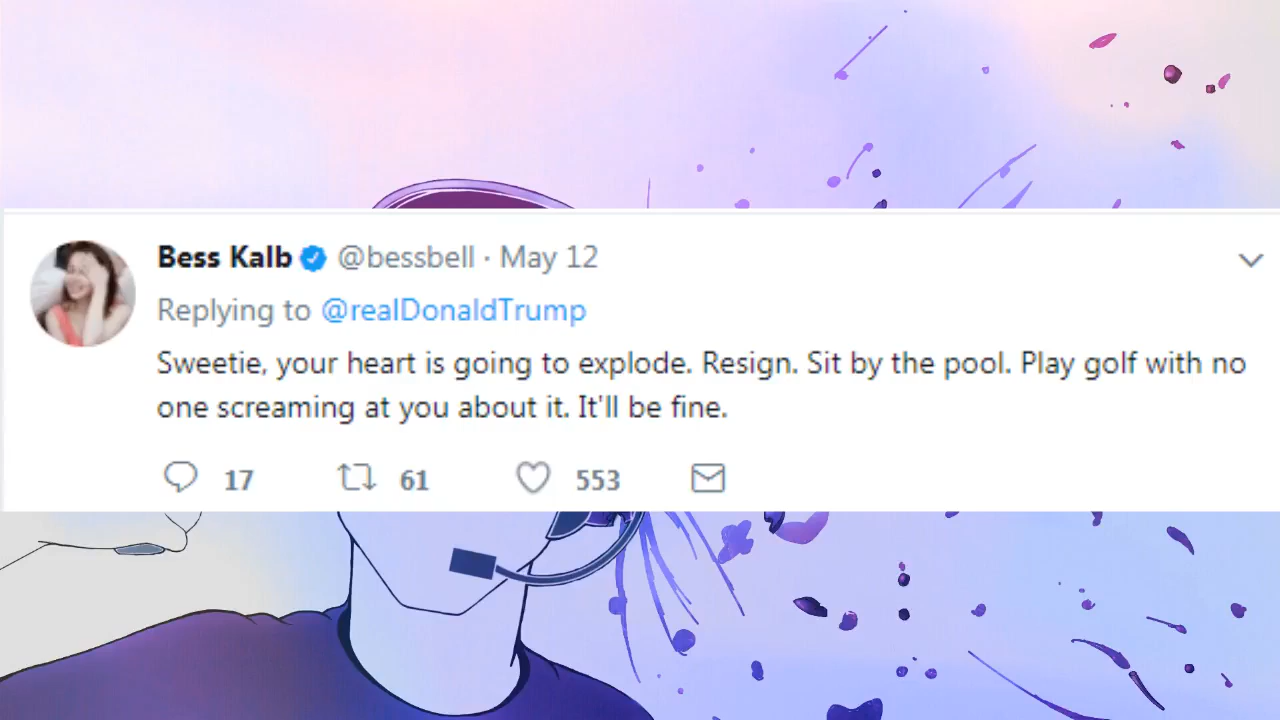 Bess Kalb @bessbell · May 12
Replying to @realDonaldTrump
Sweetie, your heart is going to explode. Resign. Sit by the pool. Play golf with no
one screaming at you about it. It'll be fine.
17 61 553